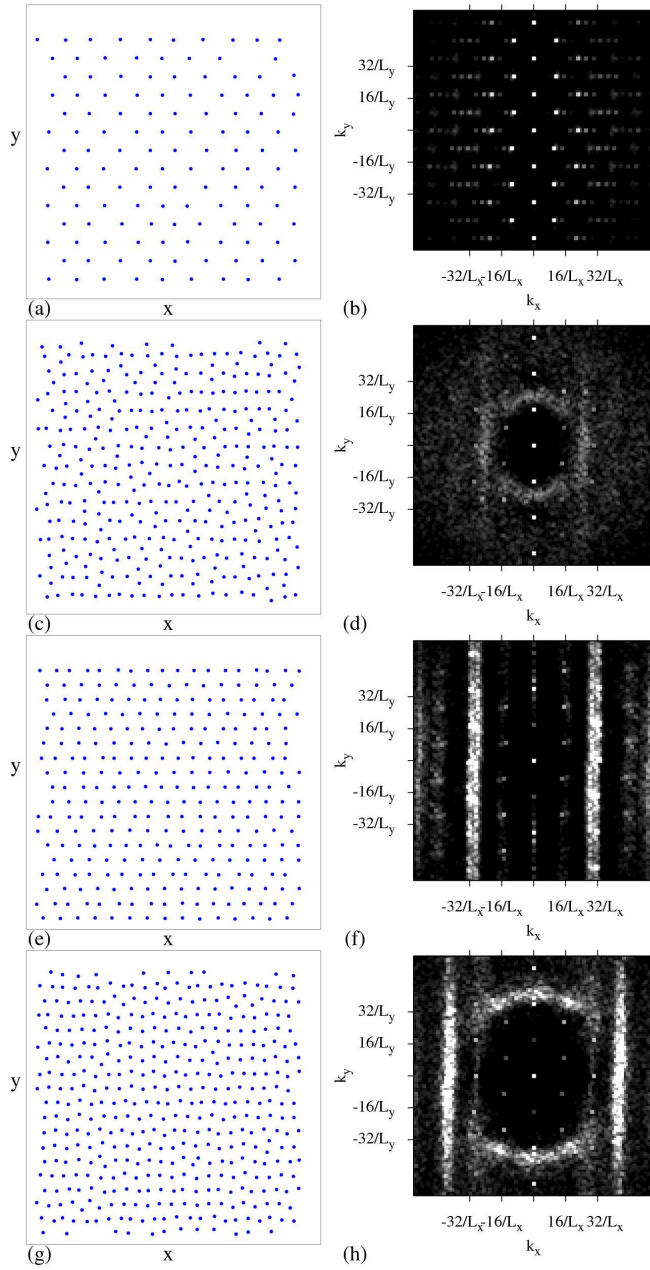 y
x
(a)
k_y
32/L_y
16/L_y
-16/L_y
-32/L_y
-32/L_x
-16/L_x
16/L_x
32/L_x
k_x
(b)
y
x
(c)
k_y
32/L_y
16/L_y
-16/L_y
-32/L_y
-32/L_x
-16/L_x
16/L_x
32/L_x
k_x
(d)
y
x
(e)
k_y
32/L_y
16/L_y
-16/L_y
-32/L_y
-32/L_x
-16/L_x
16/L_x
32/L_x
k_x
(f)
y
x
(g)
k_y
32/L_y
16/L_y
-16/L_y
-32/L_y
-32/L_x
-16/L_x
16/L_x
32/L_x
k_x
(h)